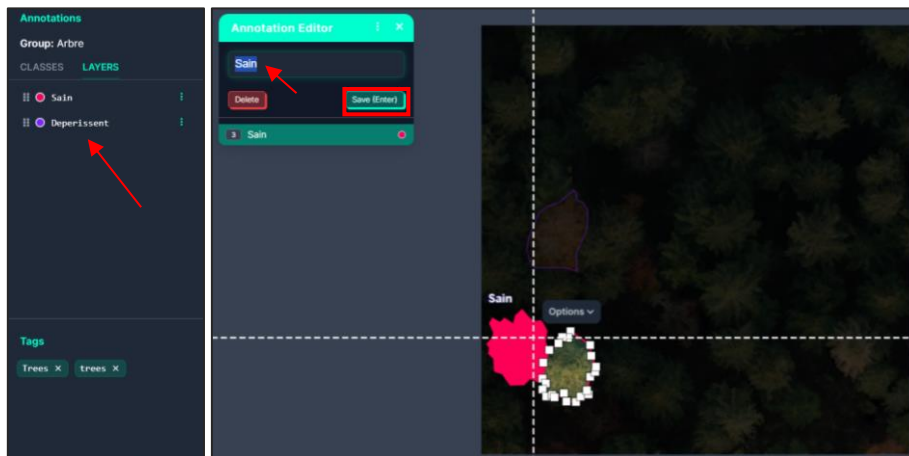 Annotations
Group: Arbre
CLASSES LAYERS
Sain
Deperissent
Tags
Trees × trees ×
Annotation Editor
Sain
Delete Save (Enter)
3 Sain
Sain
Options